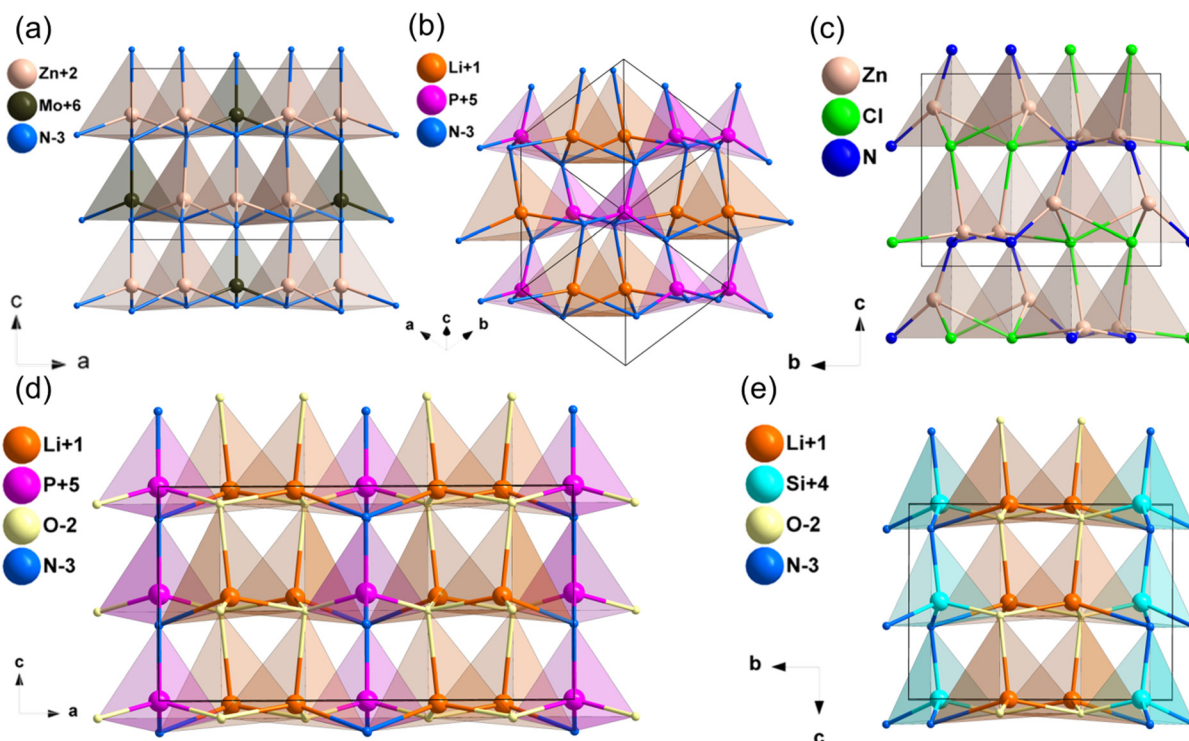 (a)
Zn+2
Mo+6
N-3
c
a
(b)
Li+1
P+5
N-3
a
c
b
(c)
Zn
Cl
N
c
b
(d)
Li+1
P+5
O-2
N-3
c
a
(e)
Li+1
Si+4
O-2
N-3
b
c